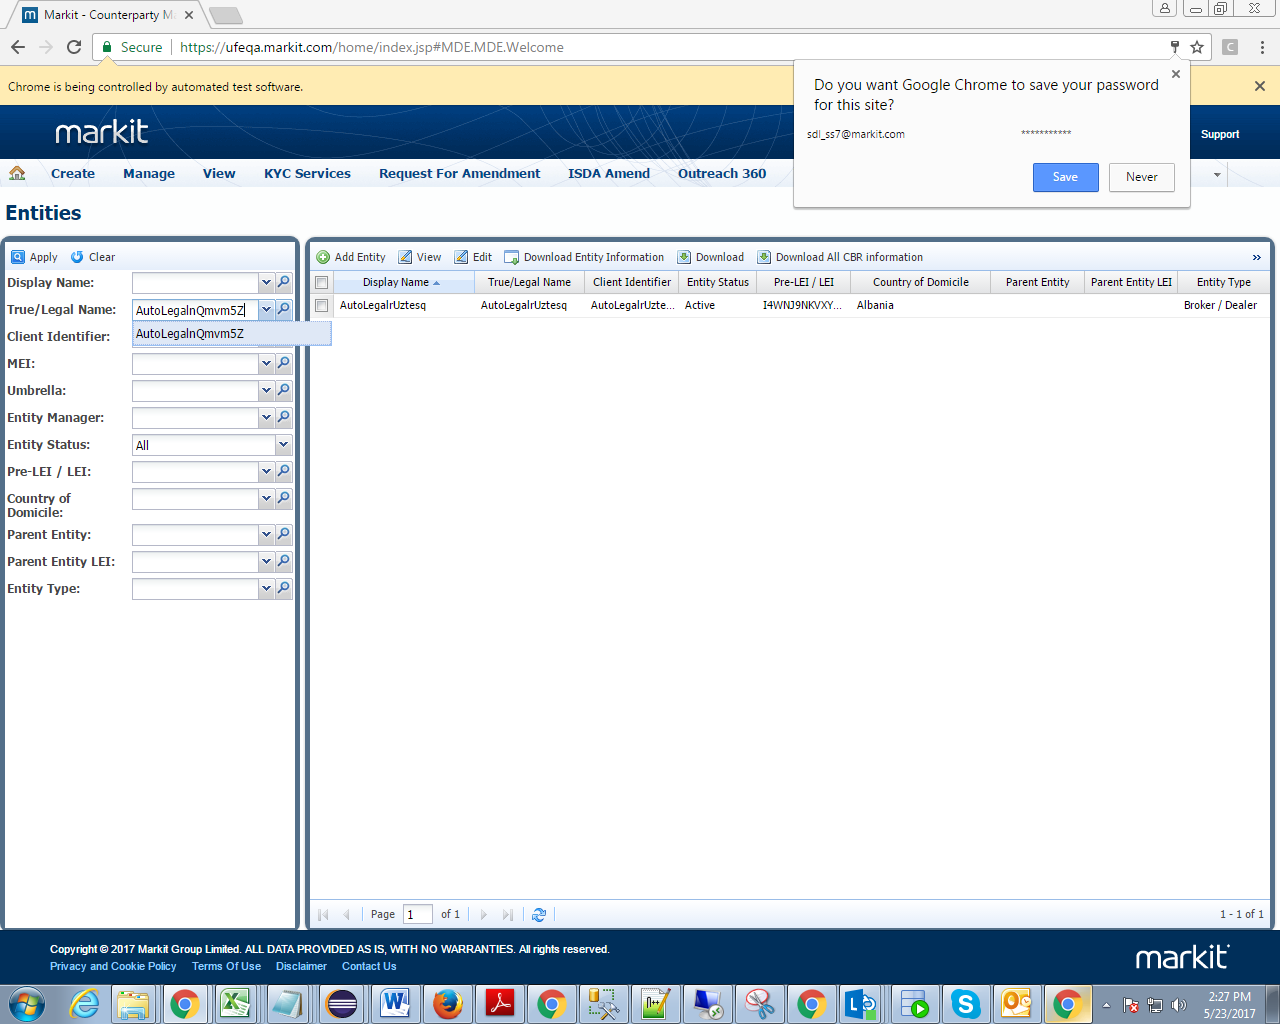 Markit - Counterparty M
Secure
https://ufeqa.markit.com/home/index.jsp#MDE.MDE.Welcome
Chrome is being controlled by automated test software.
Do you want Google Chrome to save your password
for this site?
sdl_ss7@markit.com
***********
Save
Never
markit
Support
Create
Manage
View
KYC Services
Request For Amendment
ISDA Amend
Outreach 360
Entities
Apply
Clear
Display Name:
True/Legal Name: AutoLegalnQmvm5Z
AutoLegalnQmvm5Z
Client Identifier:
MEI:
Umbrella:
Entity Manager:
Entity Status: All
Pre-LEI / LEI:
Country of
Domicile:
Parent Entity:
Parent Entity LEI:
Entity Type:
Add Entity
View
Edit
Download Entity Information
Download
Download All CBR information
»
Display Name
True/Legal Name
Client Identifier
Entity Status
Pre-LEI / LEI
Country of Domicile
Parent Entity
Parent Entity LEI
Entity Type
AutoLegalrUztesq
AutoLegalrUztesq
AutoLegalrUzte...
Active
I4WNJ9NKVXY...
Albania
Broker / Dealer
Page 1 of 1
1 - 1 of 1
Copyright © 2017 Markit Group Limited. ALL DATA PROVIDED AS IS, WITH NO WARRANTIES. All rights reserved.
Privacy and Cookie Policy
Terms Of Use
Disclaimer
Contact Us
markit
2:27 PM
5/23/2017